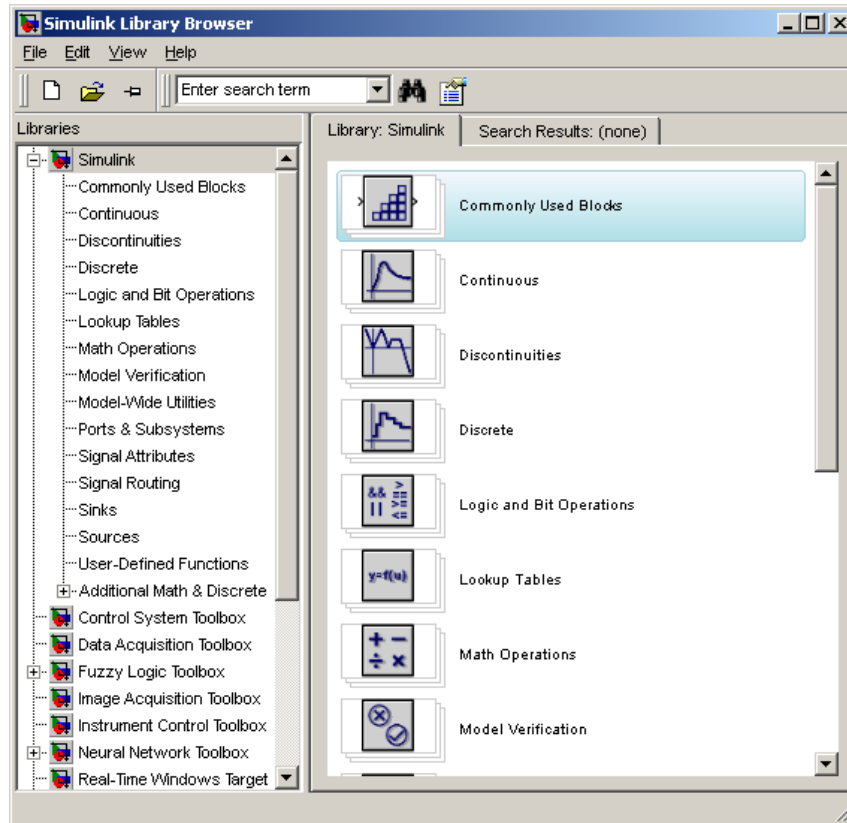 Simulink Library Browser
File Edit View Help
Enter search term
Libraries
Library: Simulink
Search Results: (none)
Simulink
Commonly Used Blocks
Continuous
Discontinuities
Discrete
Logic and Bit Operations
Lookup Tables
Math Operations
Model Verification
Model-Wide Utilities
Ports & Subsystems
Signal Attributes
Signal Routing
Sinks
Sources
User-Defined Functions
Additional Math & Discrete
Control System Toolbox
Data Acquisition Toolbox
Fuzzy Logic Toolbox
Image Acquisition Toolbox
Instrument Control Toolbox
Neural Network Toolbox
Real-Time Windows Target
Commonly Used Blocks
Continuous
Discontinuities
Discrete
&& >
==
|| >=
<=
Logic and Bit Operations
y=f(u)
Lookup Tables
+ −
÷ ×
Math Operations
Model Verification